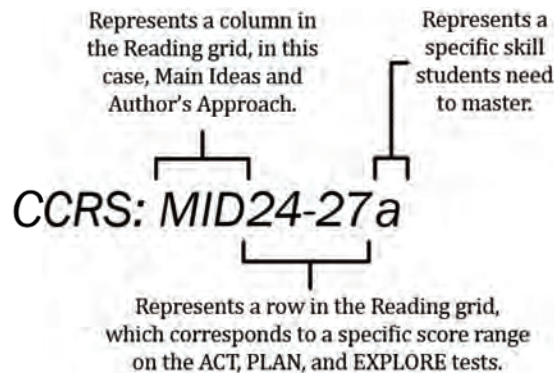 Represents a column in
the Reading grid, in this
case, Main Ideas and
Author's Approach.
Represents a
specific skill
students need
to master.
CCRS: MID24-27a
Represents a row in the Reading grid,
which corresponds to a specific score range
on the ACT, PLAN, and EXPLORE tests.